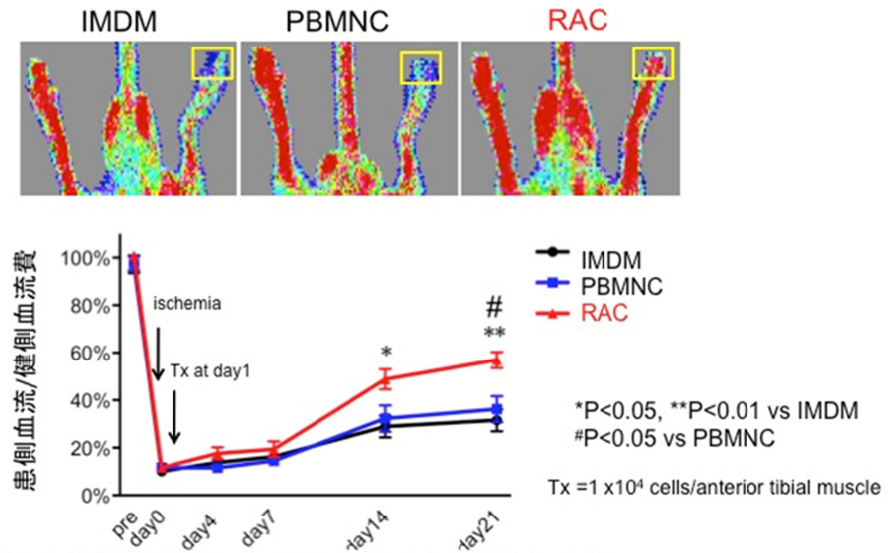 IMDM PBMNC RAC
患側血流/健側血流費
100%
80%
60%
40%
20%
0%
ischemia
Tx at day1
*
#
**
pre day0 day4 day7 day14 day21
IMDM
PBMNC
RAC
*P<0.05, **P<0.01 vs IMDM
#P<0.05 vs PBMNC
Tx =1 x10⁴ cells/anterior tibial muscle